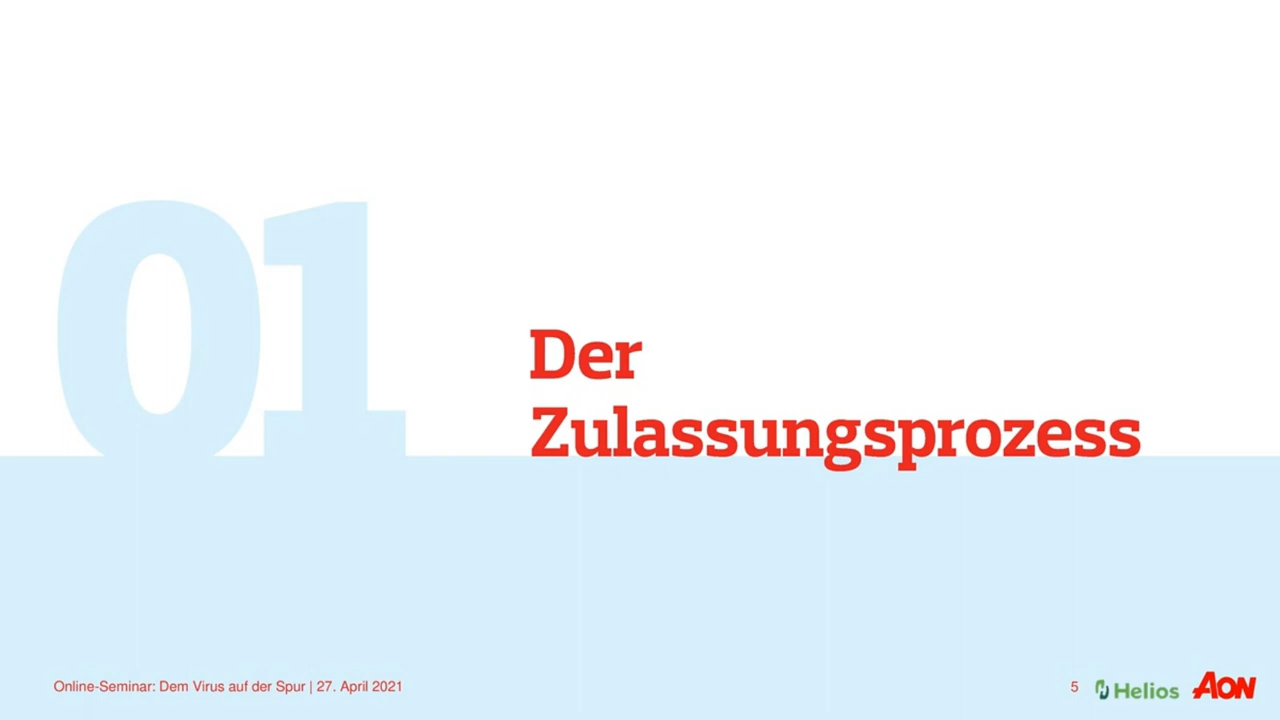 01
Der
Zulassungsprozess
Online-Seminar: Dem Virus auf der Spur | 27. April 2021
5
Helios
AON